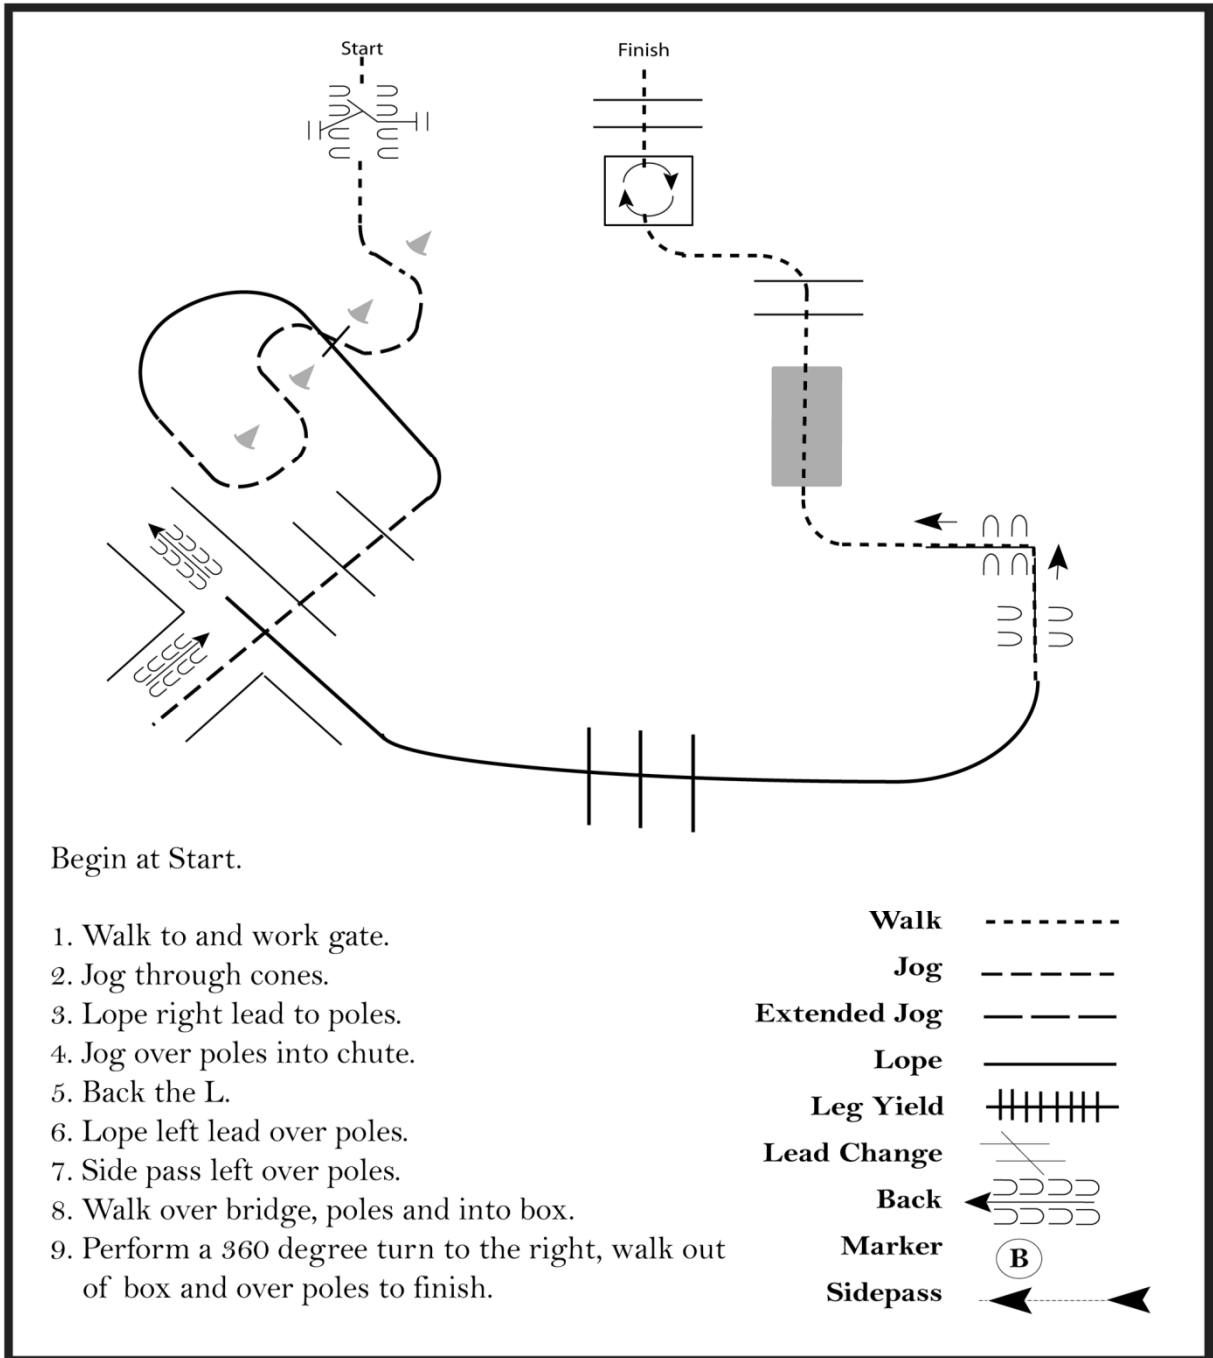 Start
Finish
Begin at Start.
1. Walk to and work gate.
2. Jog through cones.
3. Lope right lead to poles.
4. Jog over poles into chute.
5. Back the L.
6. Lope left lead over poles.
7. Side pass left over poles.
8. Walk over bridge, poles and into box.
9. Perform a 360 degree turn to the right, walk out
of box and over poles to finish.
Walk
Jog
Extended Jog
Lope
Leg Yield
Lead Change
Back
Marker
B
Sidepass